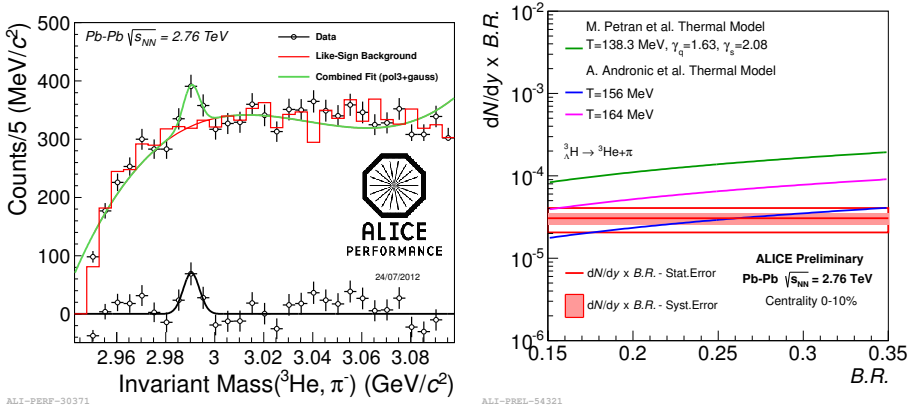 Counts/5 (MeV/c²)
500
400
300
200
100
0
Pb-Pb √s_NN = 2.76 TeV
Data
Like-Sign Background
Combined Fit (pol3+gauss)
ALICE
PERFORMANCE
24/07/2012
2.96 2.98 3 3.02 3.04 3.06 3.08
Invariant Mass(³He, π⁻) (GeV/c²)
ALI-PERF-30371
dN/dy x B.R.
10⁻²
10⁻³
10⁻⁴
10⁻⁵
10⁻⁶
M. Petran et al. Thermal Model
T=138.3 MeV, γ_q=1.63, γ_s=2.08
A. Andronic et al. Thermal Model
T=156 MeV
T=164 MeV
³_ΛH → ³He+π
dN/dy x B.R. - Stat.Error
dN/dy x B.R. - Syst.Error
ALICE Preliminary
Pb-Pb √s_NN = 2.76 TeV
Centrality 0-10%
0.15 0.2 0.25 0.3 0.35
B.R.
ALI-PREL-54321